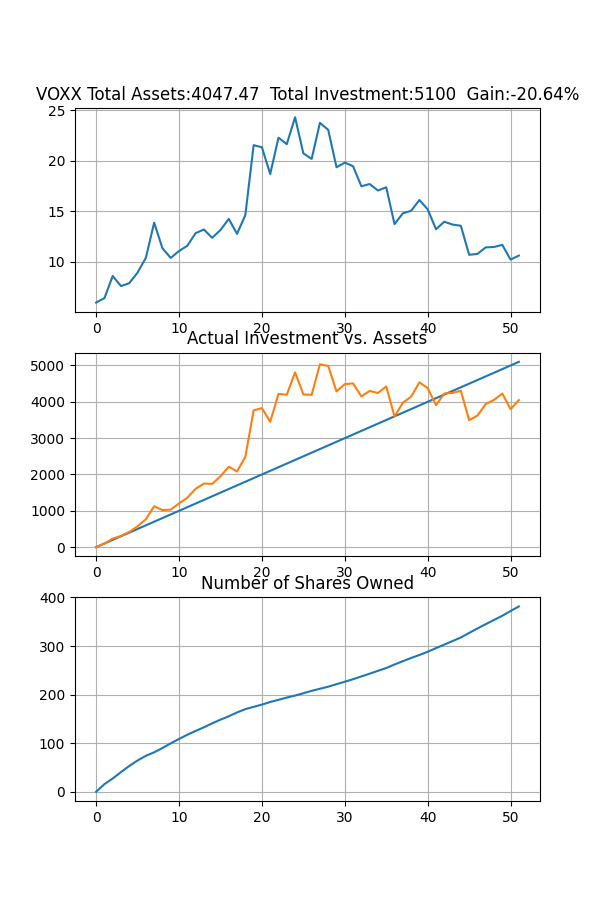 VOXX Total Assets:4047.47  Total Investment:5100  Gain:-20.64%
25
20
15
10
0 10 20 30 40 50
Actual Investment vs. Assets
5000
4000
3000
2000
1000
0
0 10 20 30 40 50
Number of Shares Owned
400
300
200
100
0
0 10 20 30 40 50